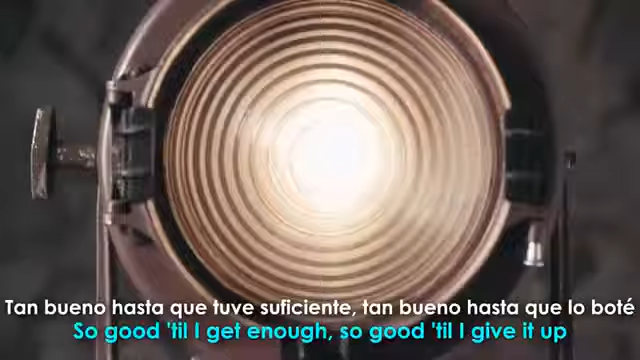 Tan bueno hasta que tuve suficiente, tan bueno hasta que lo boté
So good 'til I get enough, so good 'til I give it up